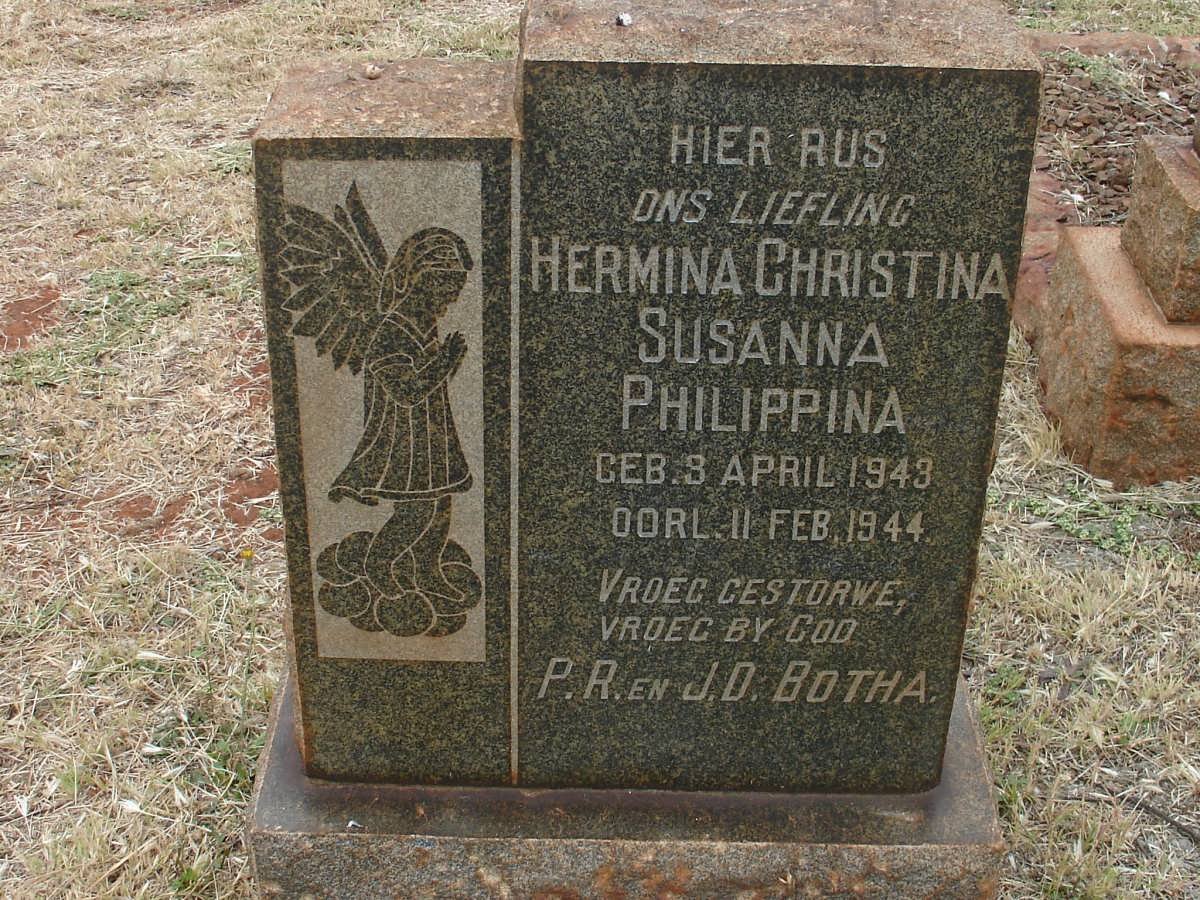 HIER RUS
ONS LIEFLING
HERMINA CHRISTINA
SUSANNA
PHILIPPINA
GEB. 3 APRIL 1943
OORL. 11 FEB. 1944.
VROEG GESTORWE,
VROEG BY GOD
P.R. EN J.D. BOTHA.